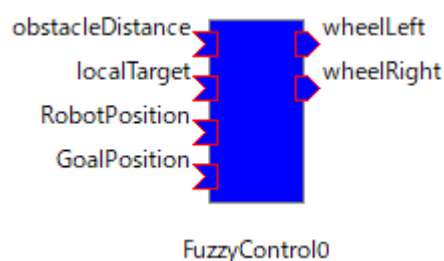 obstacleDistance
wheelLeft
localTarget
wheelRight
RobotPosition
GoalPosition
FuzzyControl0